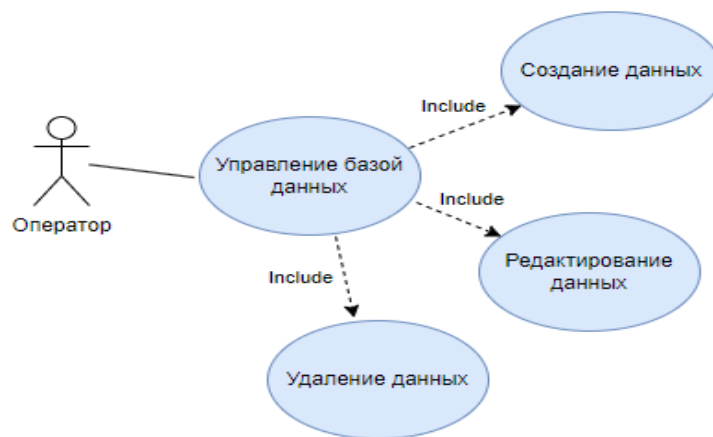 Создание данных
Include
Управление базой
данных
Оператор
Include
Редактирование
данных
Include
Удаление данных